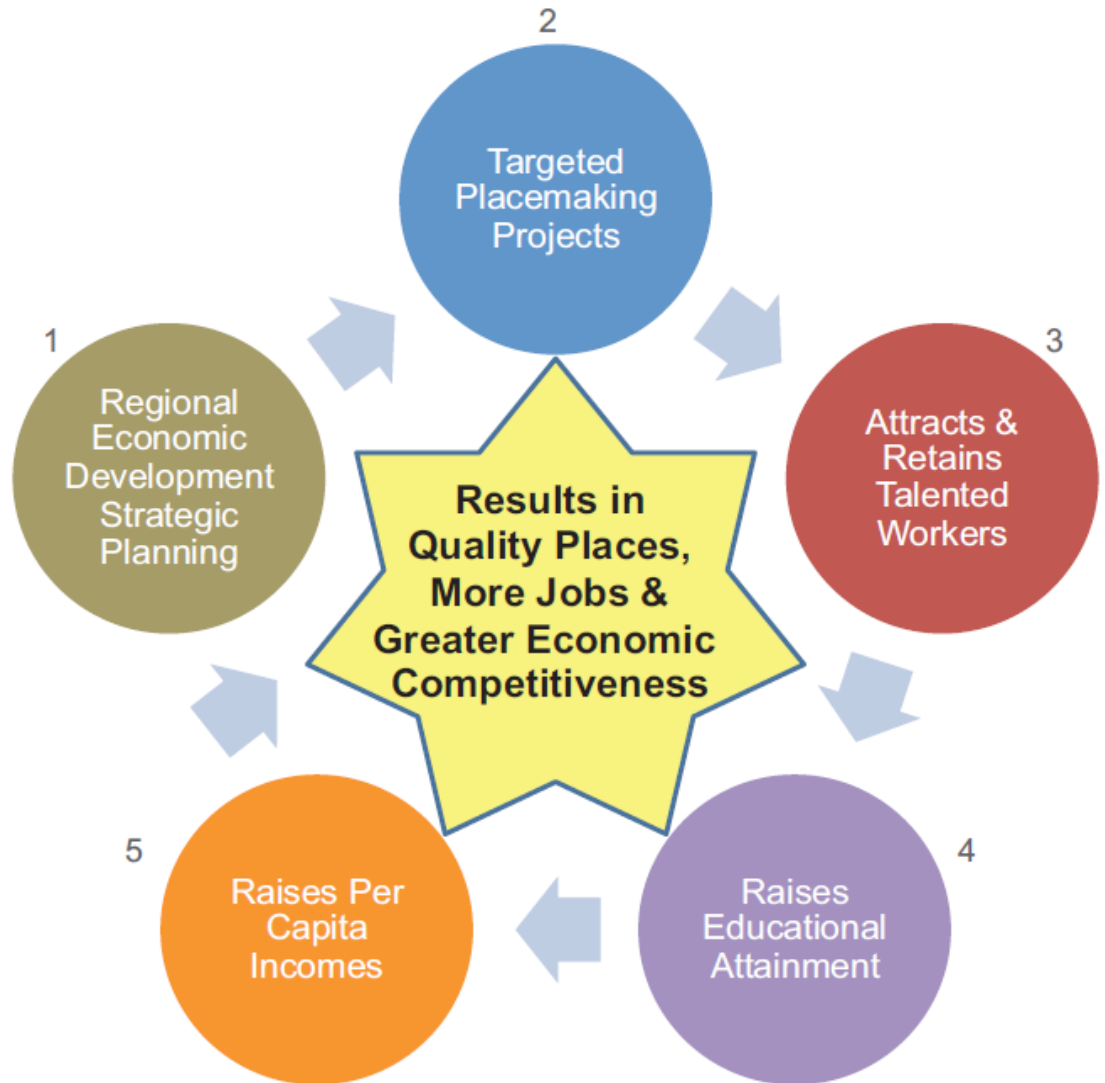 2
Targeted
Placemaking
Projects
1
Regional
Economic
Development
Strategic
Planning
3
Attracts &
Retains
Talented
Workers
Results in
Quality Places,
More Jobs &
Greater Economic
Competitiveness
4
Raises
Educational
Attainment
5
Raises Per
Capita
Incomes